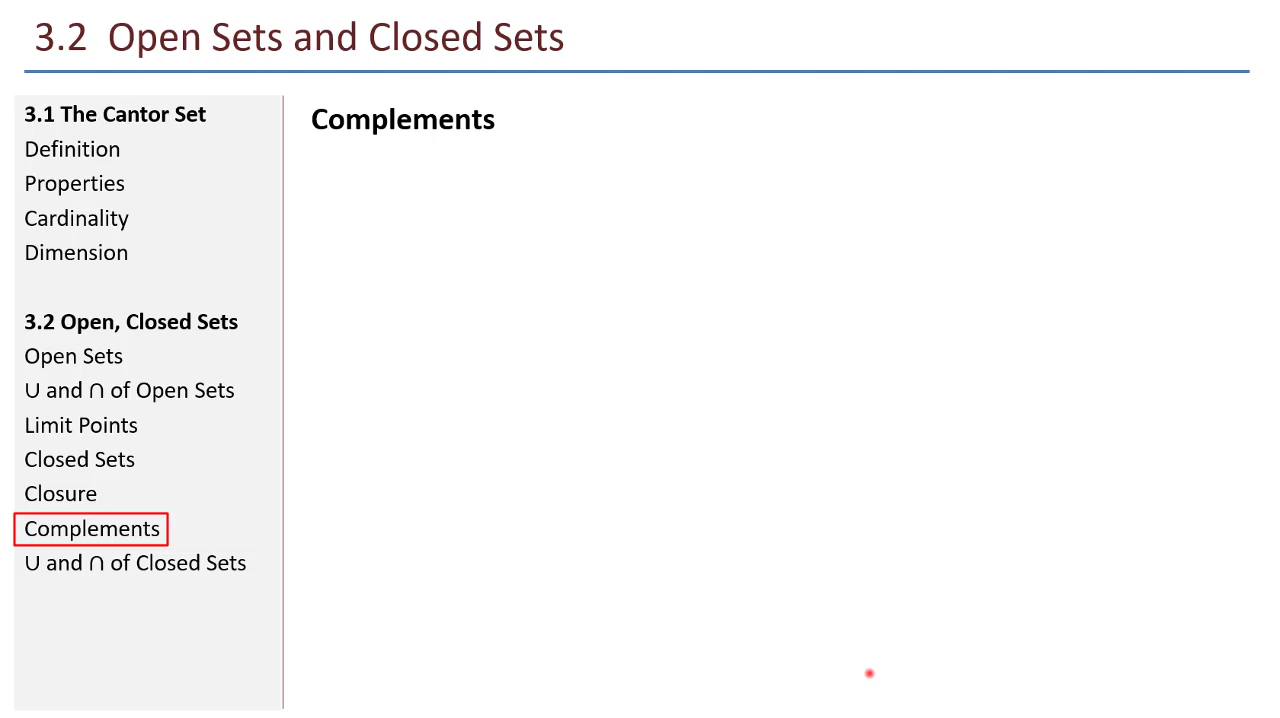 3.2 Open Sets and Closed Sets
3.1 The Cantor Set
Definition
Properties
Cardinality
Dimension
3.2 Open, Closed Sets
Open Sets
∪ and ∩ of Open Sets
Limit Points
Closed Sets
Closure
Complements
∪ and ∩ of Closed Sets
Complements